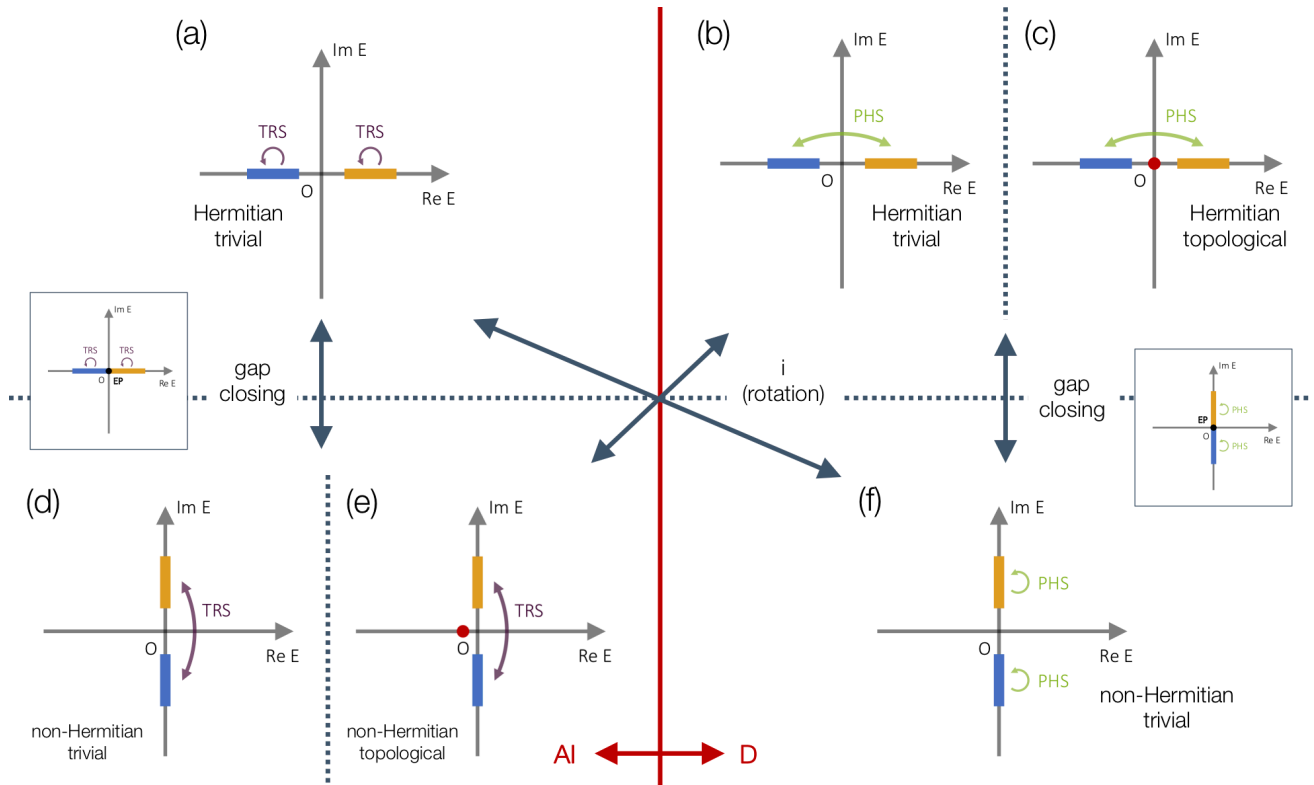 (a)
Im E
TRS
TRS
O
Re E
Hermitian
trivial
(b)
Im E
PHS
O
Re E
Hermitian
trivial
(c)
Im E
PHS
O
Re E
Hermitian
topological
Im E
TRS
TRS
O
EP
Re E
gap
closing
i
(rotation)
gap
closing
Im E
PHS
EP
O
Re E
PHS
(d)
Im E
TRS
O
Re E
non-Hermitian
trivial
(e)
Im E
TRS
O
Re E
non-Hermitian
topological
(f)
Im E
PHS
O
Re E
PHS
non-Hermitian
trivial
AI
D